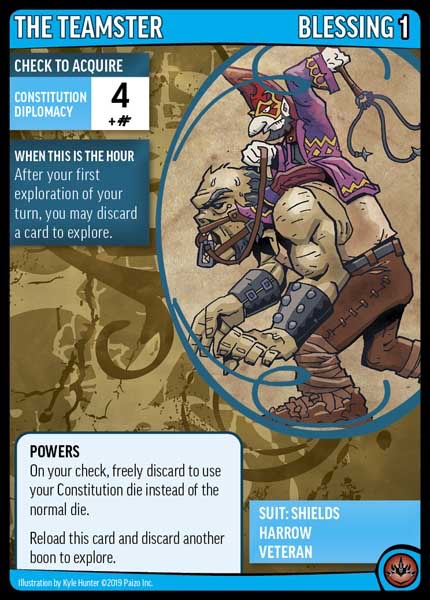 THE TEAMSTER
BLESSING 1
CHECK TO ACQUIRE
CONSTITUTION
DIPLOMACY
4
+#
WHEN THIS IS THE HOUR
After your first
exploration of your
turn, you may discard
a card to explore.
POWERS
On your check, freely discard to use
your Constitution die instead of the
normal die.
Reload this card and discard another
boon to explore.
SUIT: SHIELDS
HARROW
VETERAN
Illustration by Kyle Hunter ©2019 Paizo Inc.